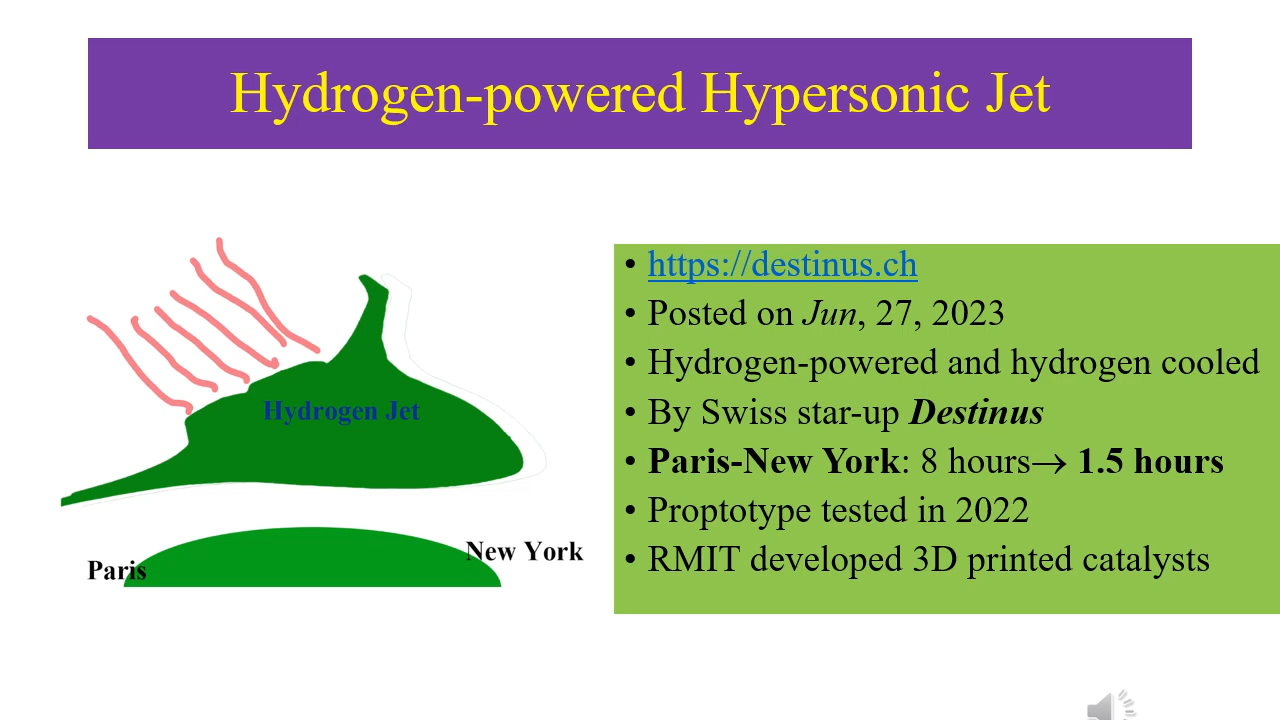 Hydrogen-powered Hypersonic Jet
Hydrogen Jet
Paris
New York
• https://destinus.ch
• Posted on Jun, 27, 2023
• Hydrogen-powered and hydrogen cooled
• By Swiss star-up Destinus
• Paris-New York: 8 hours→ 1.5 hours
• Proptotype tested in 2022
• RMIT developed 3D printed catalysts